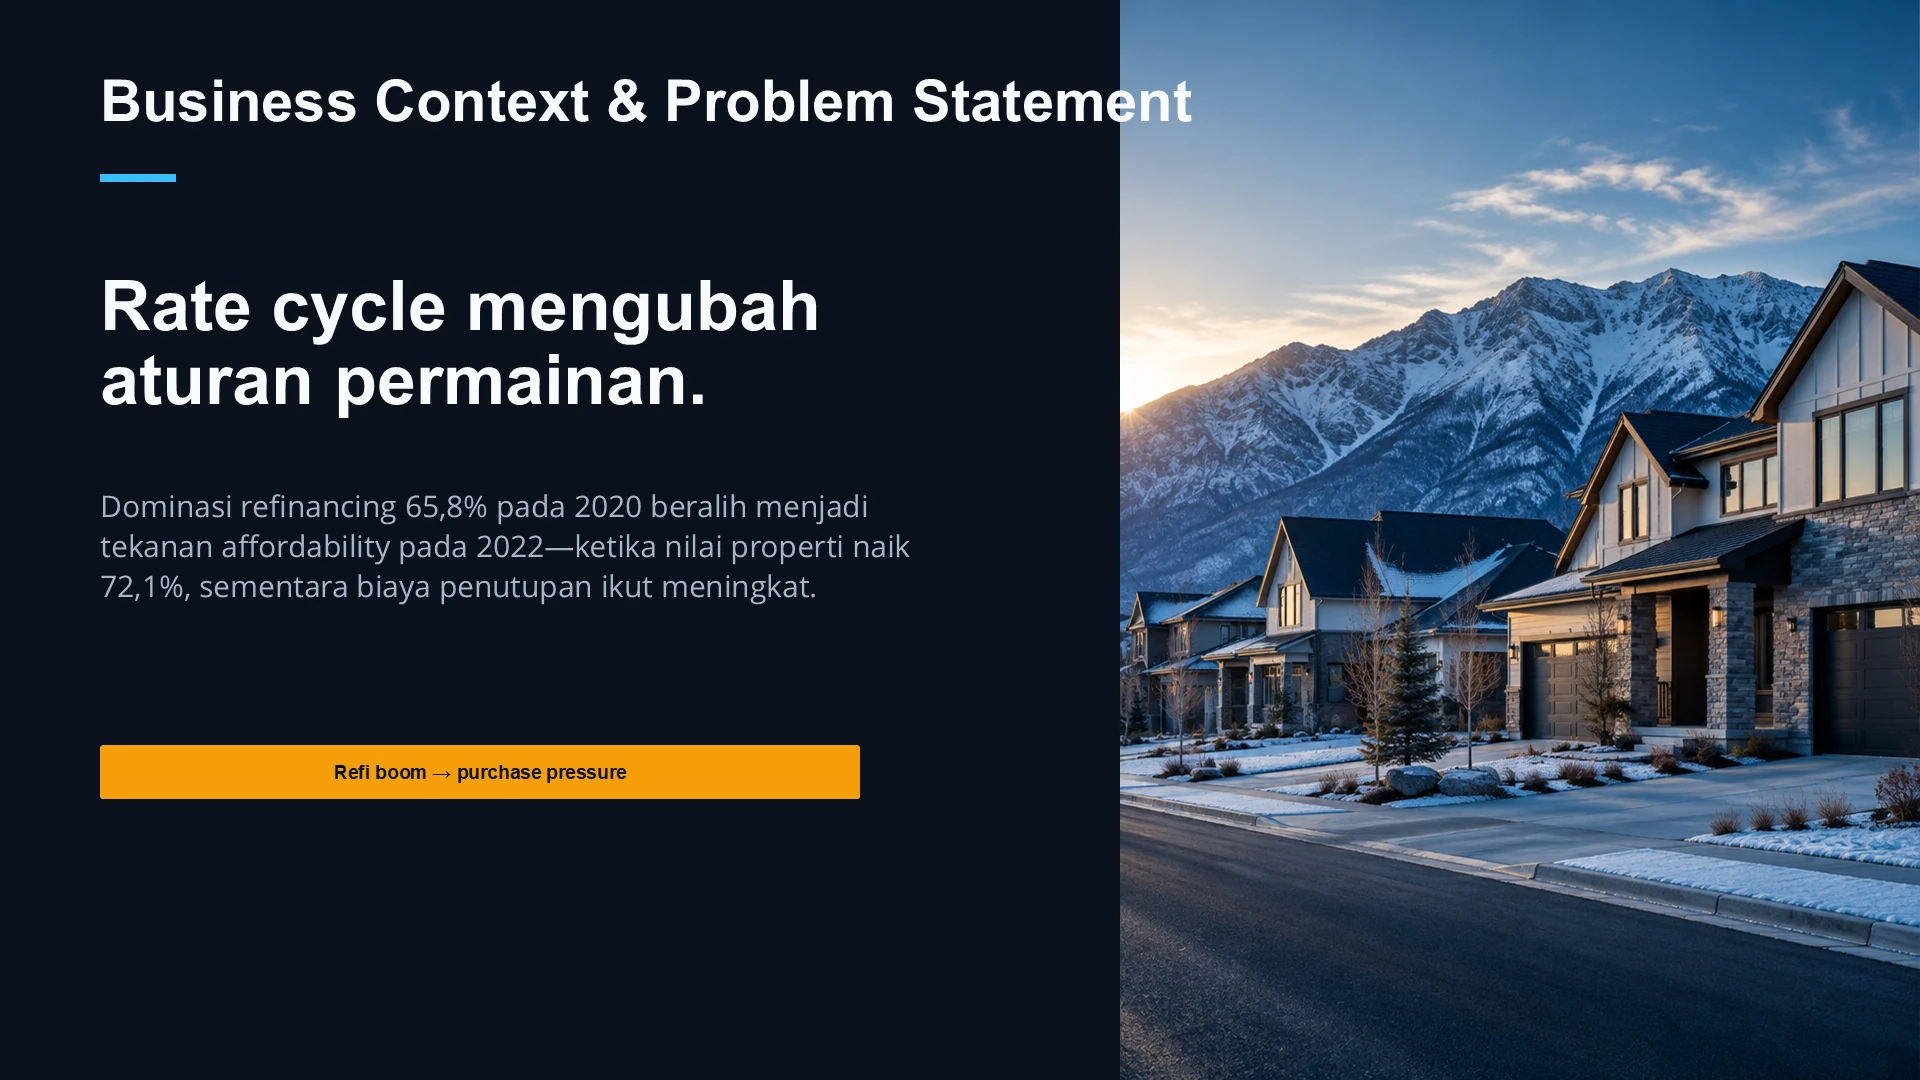 Business Context & Problem Statement
Rate cycle mengubah
aturan permainan.
Dominasi refinancing 65,8% pada 2020 beralih menjadi
tekanan affordability pada 2022—ketika nilai properti naik
72,1%, sementara biaya penutupan ikut meningkat.
Refi boom → purchase pressure